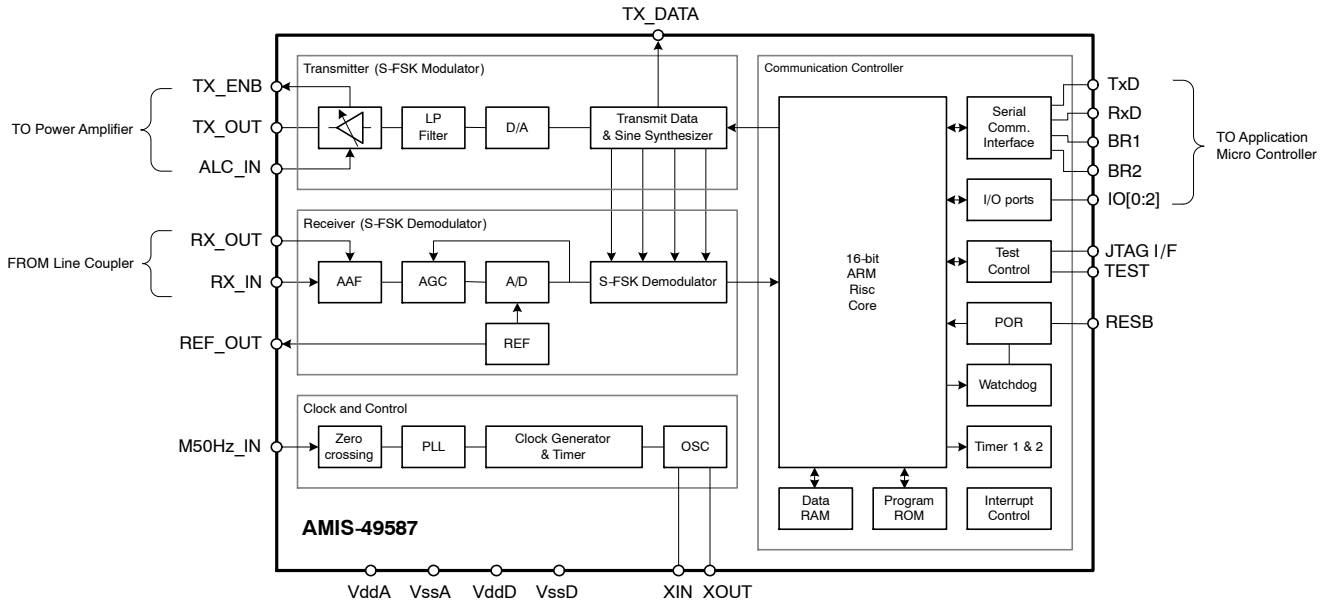 TX_DATA
Transmitter (S-FSK Modulator)
TX_ENB
TX_OUT
ALC_IN
TO Power Amplifier
LP
Filter
D/A
Transmit Data
& Sine Synthesizer
Receiver (S-FSK Demodulator)
RX_OUT
RX_IN
FROM Line Coupler
REF_OUT
AAF
AGC
A/D
S-FSK Demodulator
REF
Clock and Control
M50Hz_IN
Zero
crossing
PLL
Clock Generator
& Timer
OSC
AMIS-49587
VddA
VssA
VddD
VssD
XIN
XOUT
Communication Controller
16-bit
ARM
Risc
Core
Serial
Comm.
Interface
I/O ports
Test
Control
POR
Watchdog
Timer 1 & 2
Data
RAM
Program
ROM
Interrupt
Control
TxD
RxD
BR1
BR2
IO[0:2]
TO Application
Micro Controller
JTAG I/F
TEST
RESB